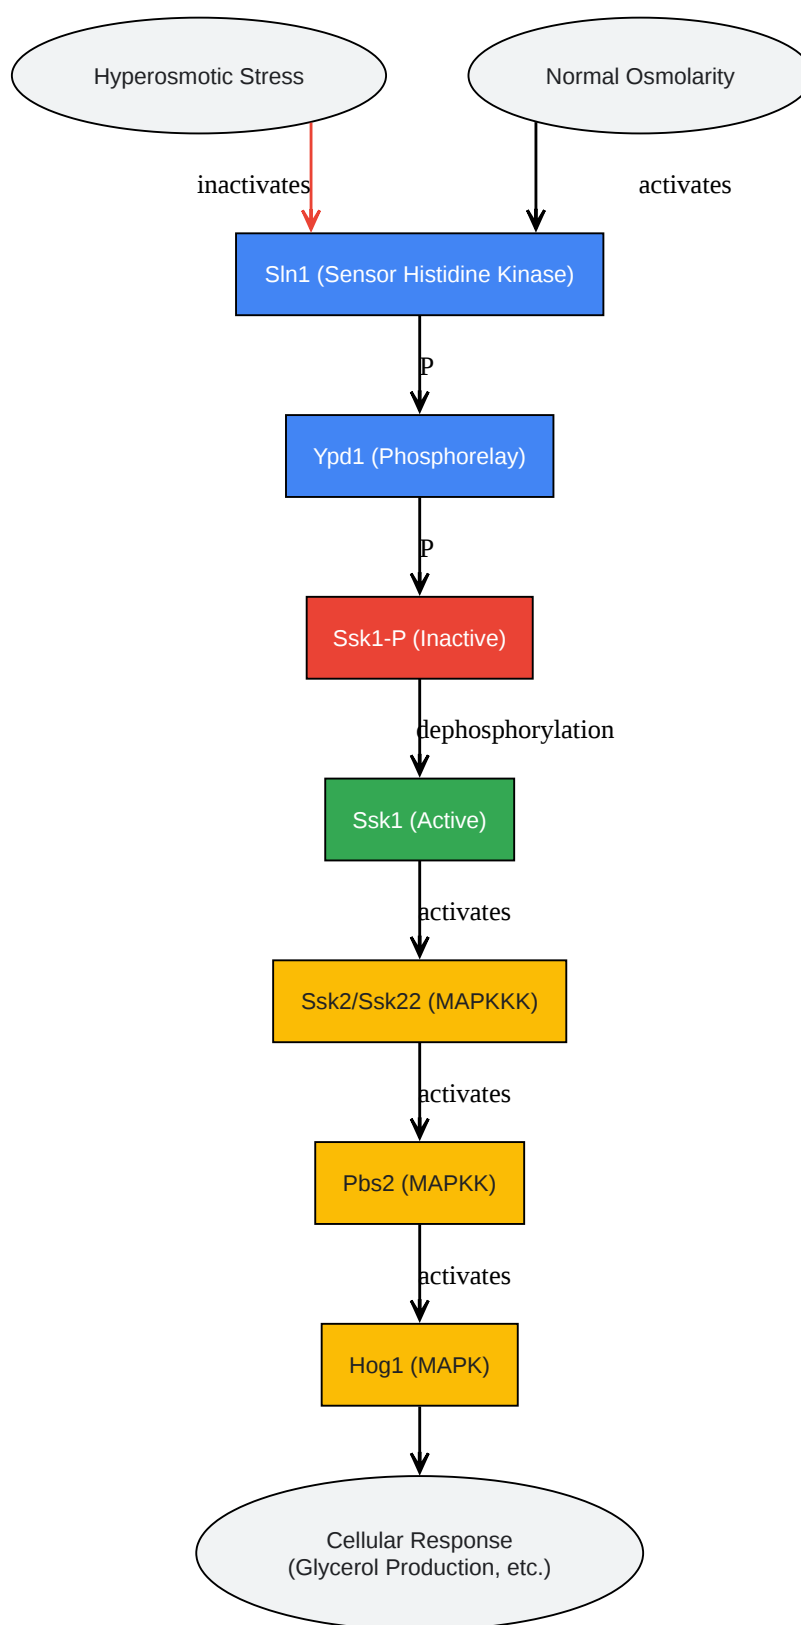 Hyperosmotic Stress
Normal Osmolarity
inactivates
activates
Sln1 (Sensor Histidine Kinase)
P
Ypd1 (Phosphorelay)
P
Ssk1-P (Inactive)
dephosphorylation
Ssk1 (Active)
activates
Ssk2/Ssk22 (MAPKKK)
activates
Pbs2 (MAPKK)
activates
Hog1 (MAPK)
Cellular Response
(Glycerol Production, etc.)